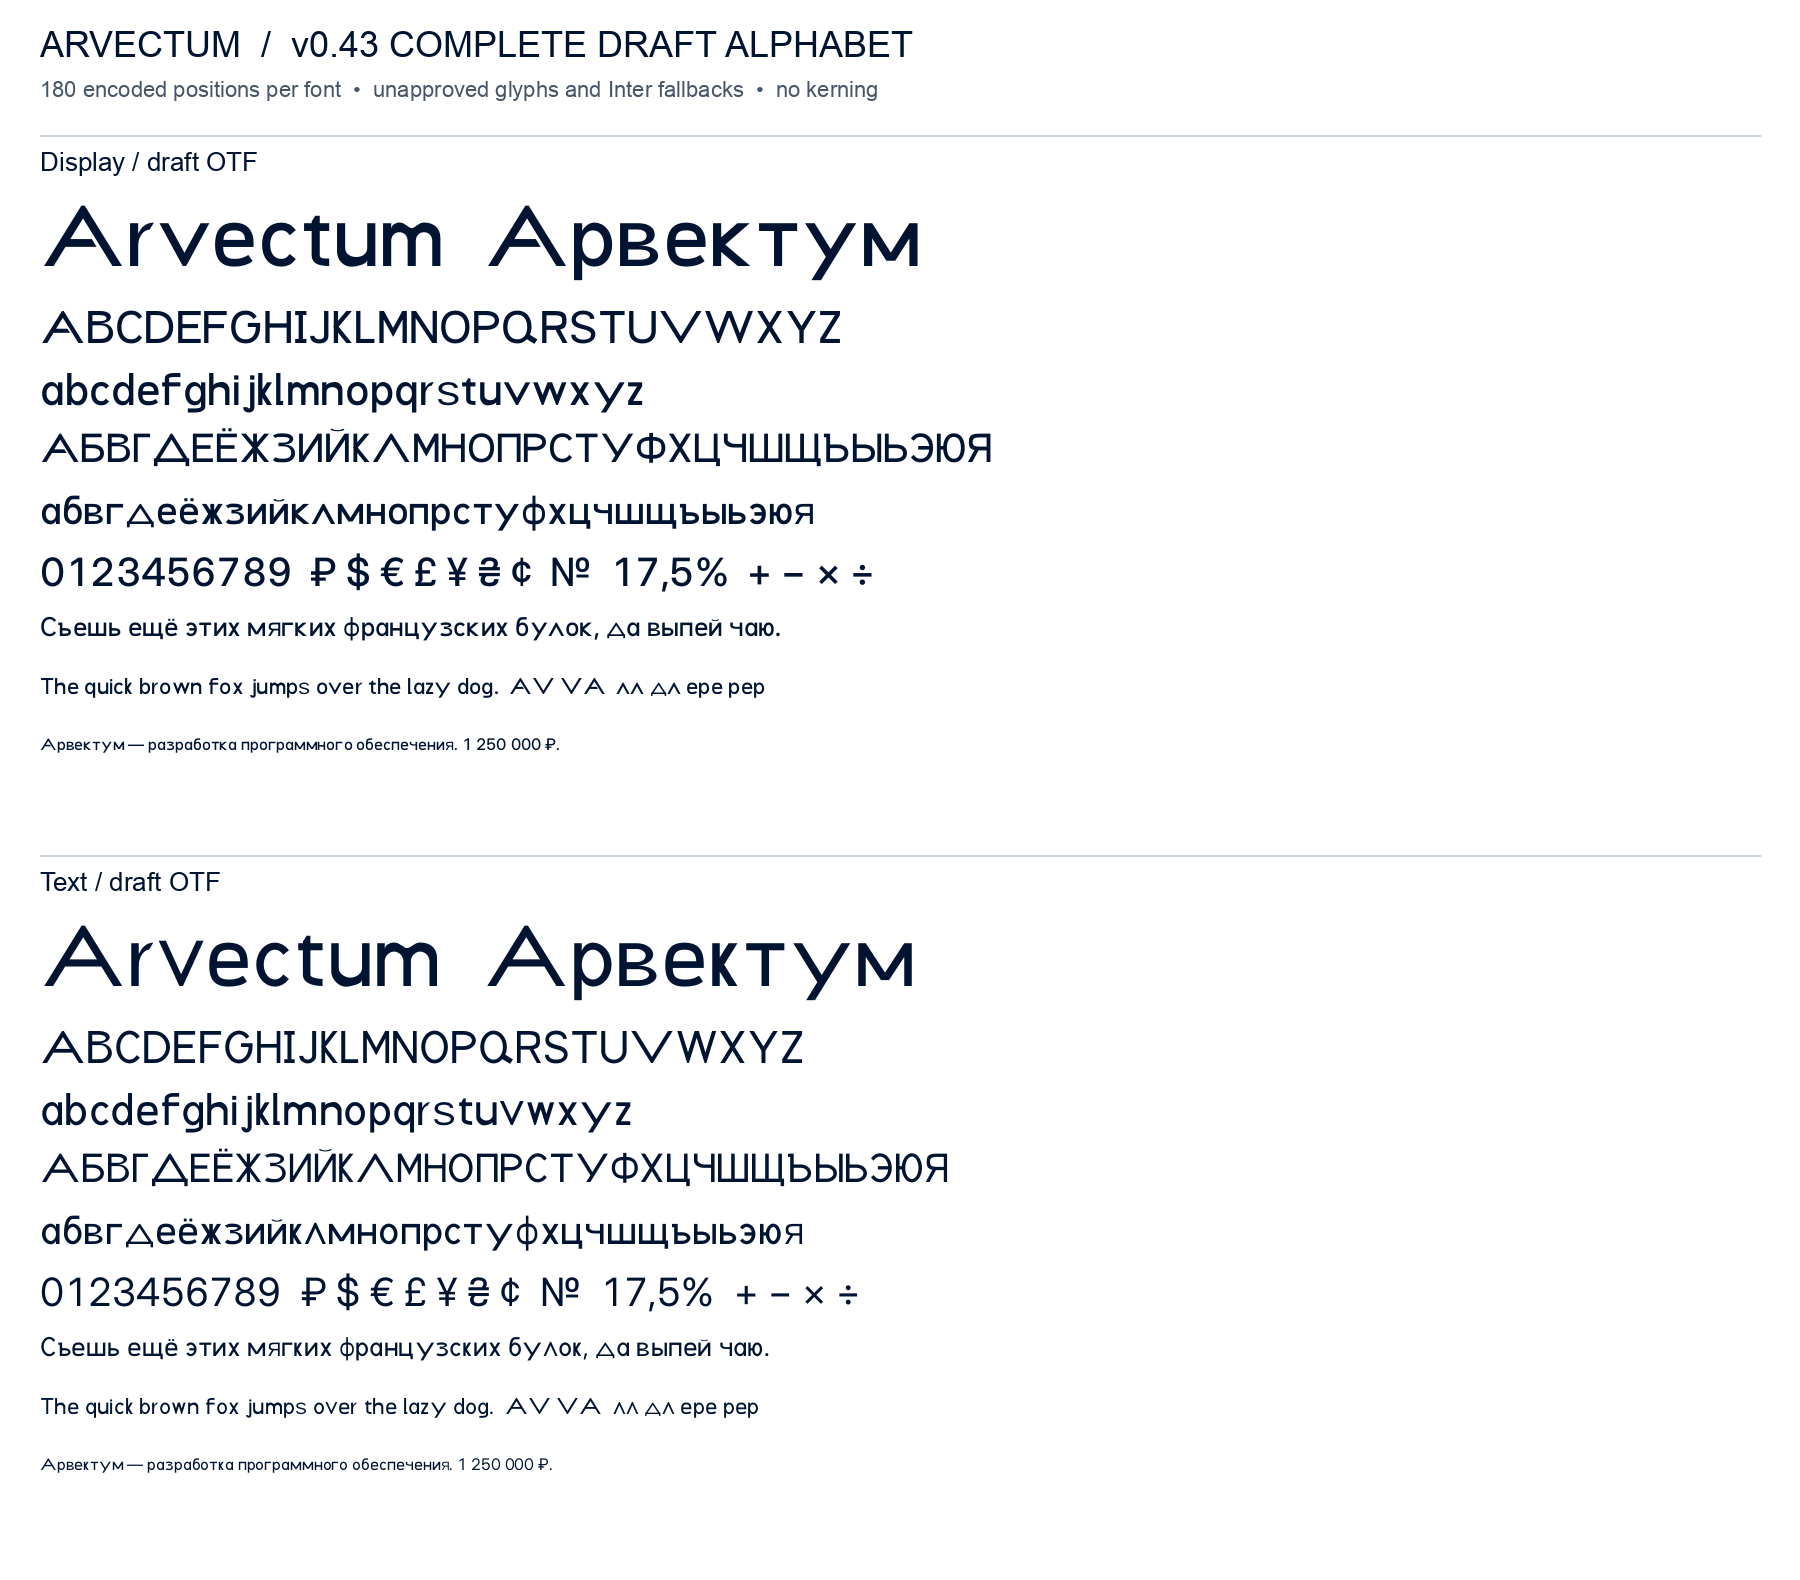 ARVECTUM / v0.43 COMPLETE DRAFT ALPHABET
180 encoded positions per font • unapproved glyphs and Inter fallbacks • no kerning
Display / draft OTF
Arvectum Арвектум
ABCDEFGHIJKLMNOPQRSTUVWXYZ
abcdefghijklmnopqrstuvwxyz
АБВГДЕЁЖЗИЙКЛМНОПРСТУФХЦЧШЩЪЫЬЭЮЯ
абвгдеёжзийклмнопрстуфхцчшщъыьэюя
0123456789 ₽ $ € £ ¥ ₴ ¢ № 17,5% + − × ÷
Съешь ещё этих мягких французских булок, да выпей чаю.
The quick brown fox jumps over the lazy dog. AV VA лл дл ере рер
Арвектум — разработка программного обеспечения. 1 250 000 ₽.
Text / draft OTF
Arvectum Арвектум
ABCDEFGHIJKLMNOPQRSTUVWXYZ
abcdefghijklmnopqrstuvwxyz
АБВГДЕЁЖЗИЙКЛМНОПРСТУФХЦЧШЩЪЫЬЭЮЯ
абвгдеёжзийклмнопрстуфхцчшщъыьэюя
0123456789 ₽ $ € £ ¥ ₴ ¢ № 17,5% + − × ÷
Съешь ещё этих мягких французских булок, да выпей чаю.
The quick brown fox jumps over the lazy dog. AV VA лл дл ере рер
Арвектум — разработка программного обеспечения. 1 250 000 ₽.